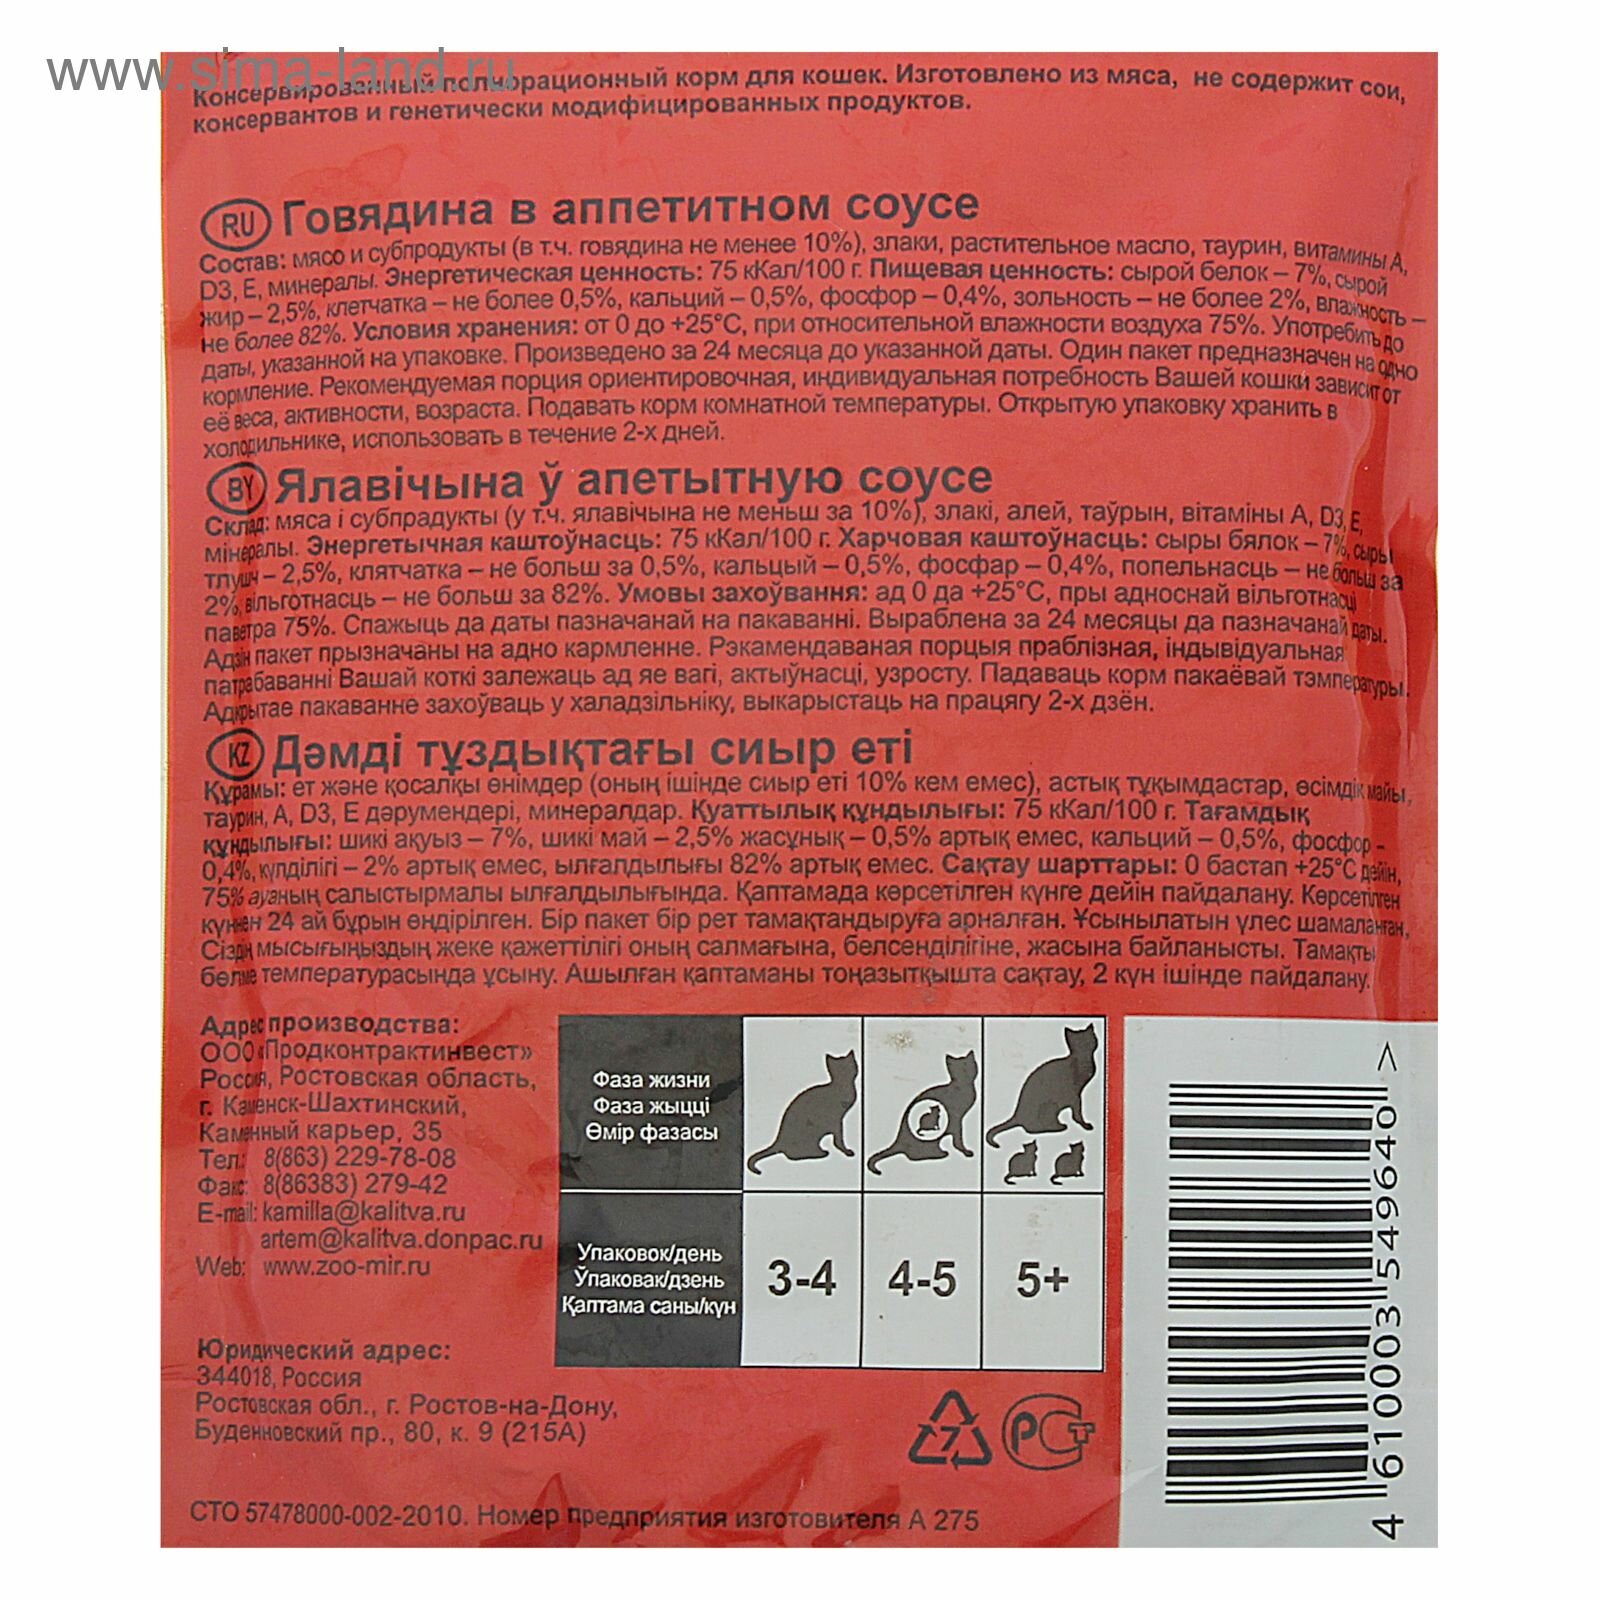 www.sima-land.ru
Консервированный полнорационный корм для кошек. Изготовлено из мяса, не содержит сои,
консервантов и генетически модифицированных продуктов.
RU Говядина в аппетитном соусе
Состав: мясо и субпродукты (в т.ч. говядина не менее 10%), злаки, растительное масло, таурин, витамины А,
D3, Е, минералы. Энергетическая ценность: 75 кКал/100 г. Пищевая ценность: сырой белок – 7%, сырой
жир – 2,5%, клетчатка – не более 0,5%, кальций – 0,5%, фосфор – 0,4%, зольность – не более 2%, влажность –
не более 82%. Условия хранения: от 0 до +25°С, при относительной влажности воздуха 75%. Употребить до
даты, указанной на упаковке. Произведено за 24 месяца до указанной даты. Один пакет предназначен на одно
кормление. Рекомендуемая порция ориентировочная, индивидуальная потребность Вашей кошки зависит от
её веса, активности, возраста. Подавать корм комнатной температуры. Открытую упаковку хранить в
холодильнике, использовать в течение 2-х дней.
BY Ялавічына ў апетытную соусе
Склад: мяса і субпрадукты (у т.ч. ялавічына не меньш за 10%), злакі, алей, таўрын, вітаміны А, D3, Е,
мінералы. Энергетычная каштоўнасць: 75 кКал/100 г. Харчовая каштоўнасць: сыры бялок – 7%, сыры
тлушч – 2,5%, клятчатка – не больш за 0,5%, кальцый – 0,5%, фосфар – 0,4%, попельнасць – не больш за
2%, вільготнасць – не больш за 82%. Умовы захоўвання: ад 0 да +25°С, пры адноснай вільготнасці
паветра 75%. Спажыць да даты пазначанай на пакаванні. Выраблена за 24 месяцы да пазначанай даты.
Адзін пакет прызначаны на адно кармленне. Рэкамендаваная порцыя праблізная, індывідуальная
патрабаванні Вашай коткі залежаць ад яе вагі, актыўнасці, узросту. Падаваць корм пакаёвай тэмпературы.
Адкрытае пакаванне захоўваць у халадзільніку, выкарыстаць на працягу 2-х дзён.
KZ Дәмді тұздықтағы сиыр еті
Құрамы: ет және қосалқы өнімдер (оның ішінде сиыр еті 10% кем емес), астық тұқымдастар, өсімдік майы,
таурин, А, D3, Е дәрумендері, минералдар. Қуаттылық құндылығы: 75 кКал/100 г. Тағамдық
құндылығы: шикі ақуыз – 7%, шикі май – 2,5% жасұнық – 0,5% артық емес, кальций – 0,5%, фосфор –
0,4%, күлділігі – 2% артық емес, ылғалдылығы 82% артық емес. Сақтау шарттары: 0 бастап +25°С дейін,
75% ауаның салыстырмалы ылғалдылығында. Қаптамада көрсетілген күнге дейін пайдалану. Көрсетілген
күннен 24 ай бұрын өндірілген. Бір пакет бір рет тамақтандыруға арналған. Ұсынылатын үлес шамаланған,
Сіздің мысығыңыздың жеке қажеттілігі оның салмағына, белсенділігіне, жасына байланысты. Тамақты
бөлме температурасында ұсыну. Ашылған қаптаманы тоңазытқышта сақтау, 2 күн ішінде пайдалану.
Адрес производства:
ООО «Продконтрактинвест»
Россия, Ростовская область,
г. Каменск-Шахтинский,
Каменный карьер, 35
Тел.: 8(863) 229-78-08
Факс: 8(86383) 279-42
E-mail: kamilla@kalitva.ru
artem@kalitva.donpac.ru
Web: www.zoo-mir.ru
Юридический адрес:
344018, Россия
Ростовская обл., г. Ростов-на-Дону,
Буденновский пр., 80, к. 9 (215А)
Фаза жизни
Фаза жыцці
Өмір фазасы
Упаковок/день
Ўпаковак/дзень
Қаптама саны/күн
3-4 4-5 5+
7 РСТ
4 610003 549640 >
СТО 57478000-002-2010. Номер предприятия изготовителя А 275